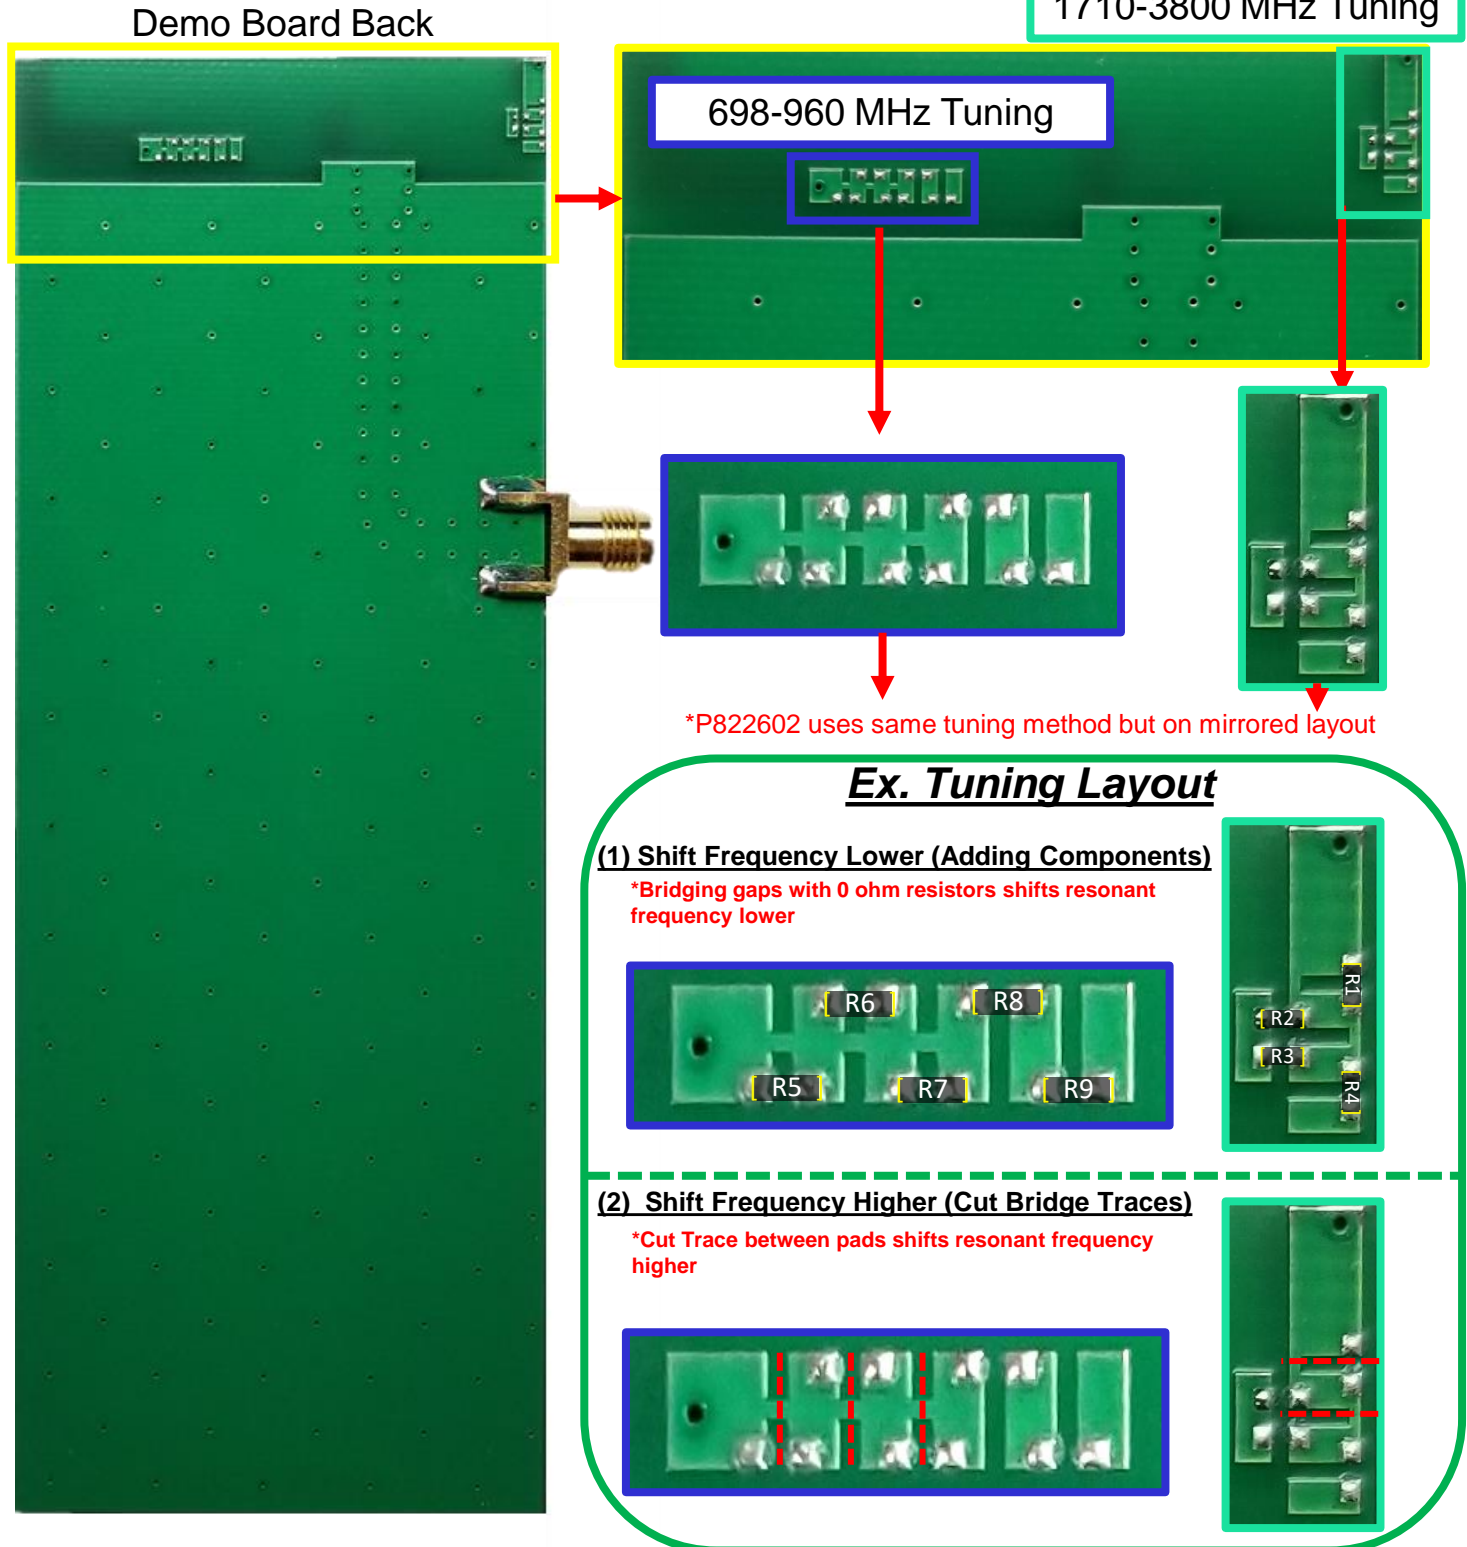 Demo Board Back
1710-3800 MHz Tuning
698-960 MHz Tuning
*P822602 uses same tuning method but on mirrored layout
Ex. Tuning Layout
(1) Shift Frequency Lower (Adding Components)
*Bridging gaps with 0 ohm resistors shifts resonant
frequency lower
R6
R8
R5
R7
R9
R1
R2
R3
R4
(2) Shift Frequency Higher (Cut Bridge Traces)
*Cut Trace between pads shifts resonant frequency
higher